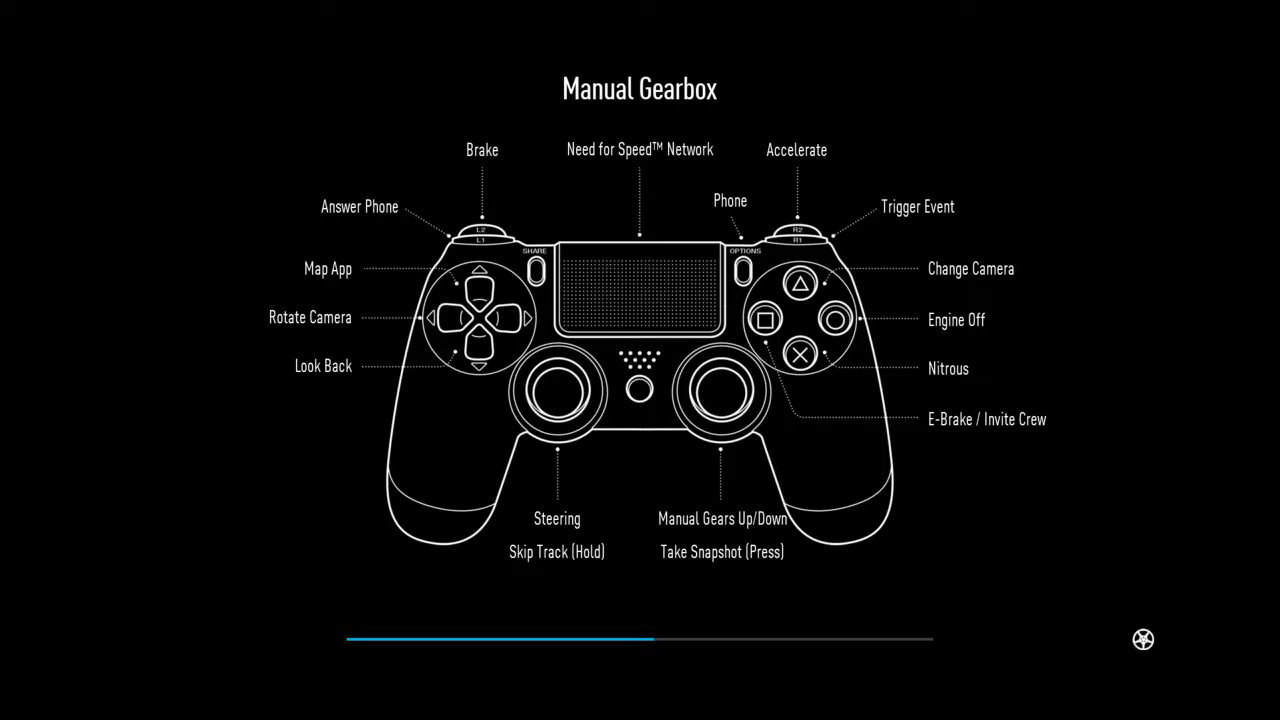 Manual Gearbox
Brake
Need for Speed™ Network
Accelerate
Answer Phone
Phone
Trigger Event
L2
L1
SHARE
OPTIONS
R2
R1
Map App
Change Camera
Rotate Camera
Engine Off
Look Back
Nitrous
E-Brake / Invite Crew
Steering
Manual Gears Up/Down
Skip Track (Hold)
Take Snapshot (Press)